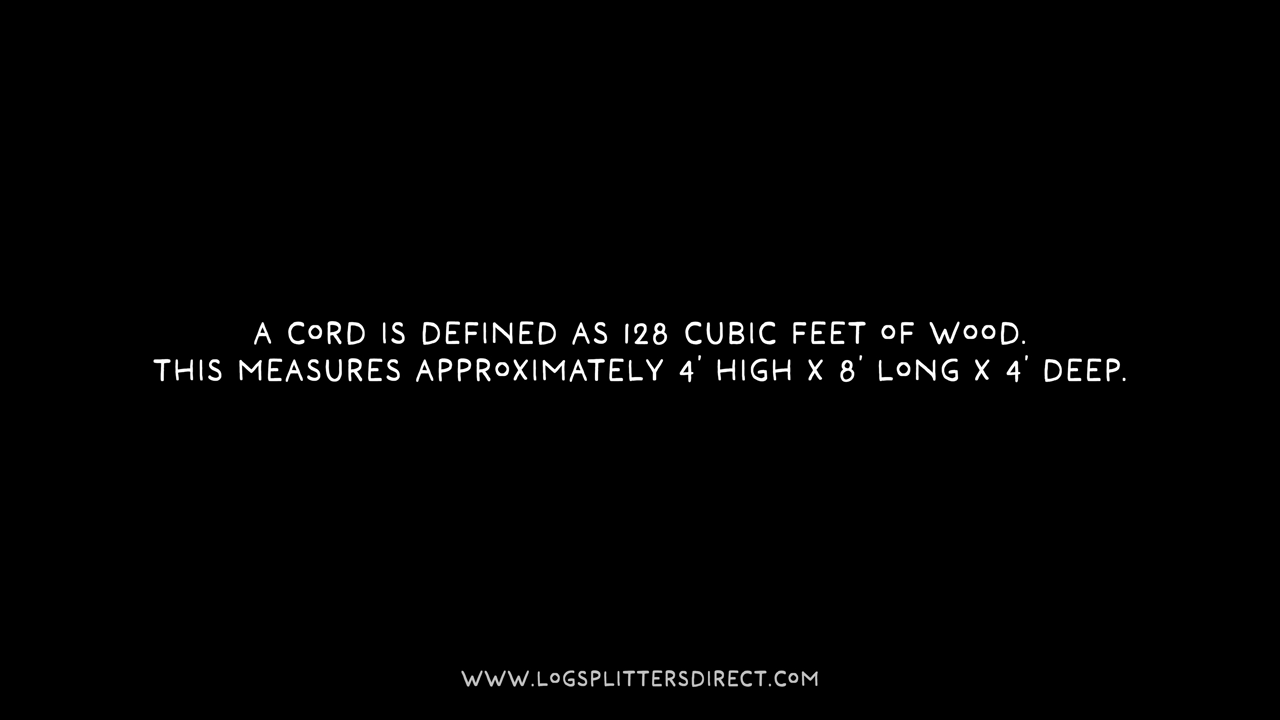 A CORD IS DEFINED AS 128 CUBIC FEET OF WOOD.
THIS MEASURES APPROXIMATELY 4' HIGH X 8' LONG X 4' DEEP.
WWW.LOGSPLITTERSDIRECT.COM